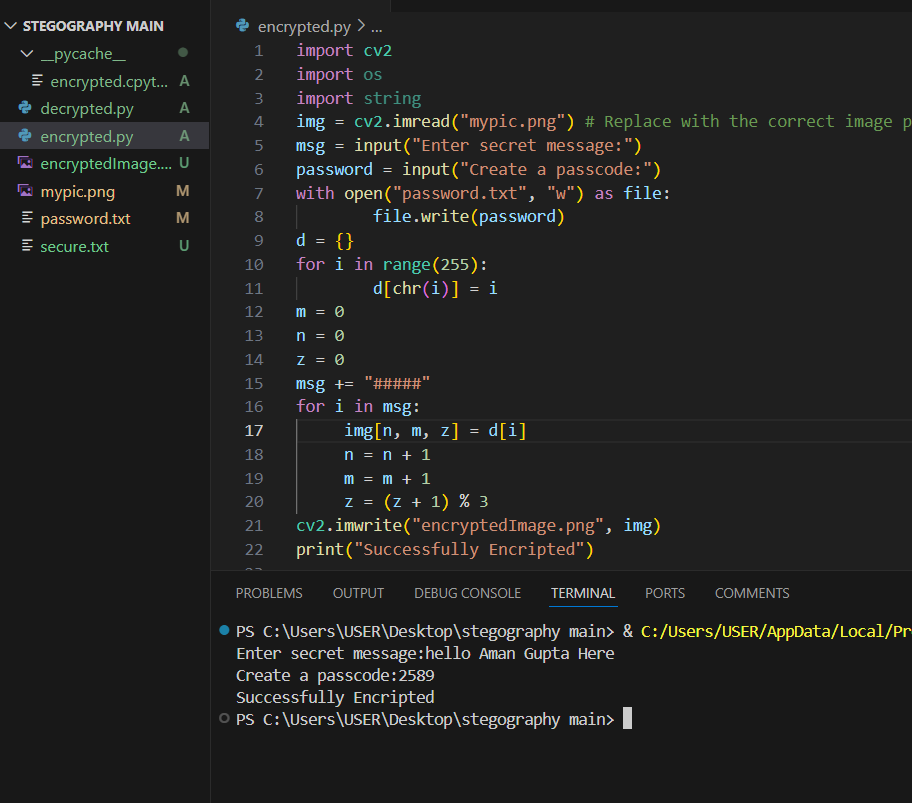 STEGOGRAPHY MAIN
__pycache__
encrypted.cpyt... A
decrypted.py A
encrypted.py A
encryptedImage.... U
mypic.png M
password.txt M
secure.txt U
encrypted.py > ...
1 import cv2
2 import os
3 import string
4 img = cv2.imread("mypic.png") # Replace with the correct image p
5 msg = input("Enter secret message:")
6 password = input("Create a passcode:")
7 with open("password.txt", "w") as file:
8 file.write(password)
9 d = {}
10 for i in range(255):
11 d[chr(i)] = i
12 m = 0
13 n = 0
14 z = 0
15 msg += "#####"
16 for i in msg:
17 img[n, m, z] = d[i]
18 n = n + 1
19 m = m + 1
20 z = (z + 1) % 3
21 cv2.imwrite("encryptedImage.png", img)
22 print("Successfully Encripted")
PROBLEMS OUTPUT DEBUG CONSOLE TERMINAL PORTS COMMENTS
PS C:\Users\USER\Desktop\stegography main> & C:/Users/USER/AppData/Local/Pr
Enter secret message:hello Aman Gupta Here
Create a passcode:2589
Successfully Encripted
PS C:\Users\USER\Desktop\stegography main>